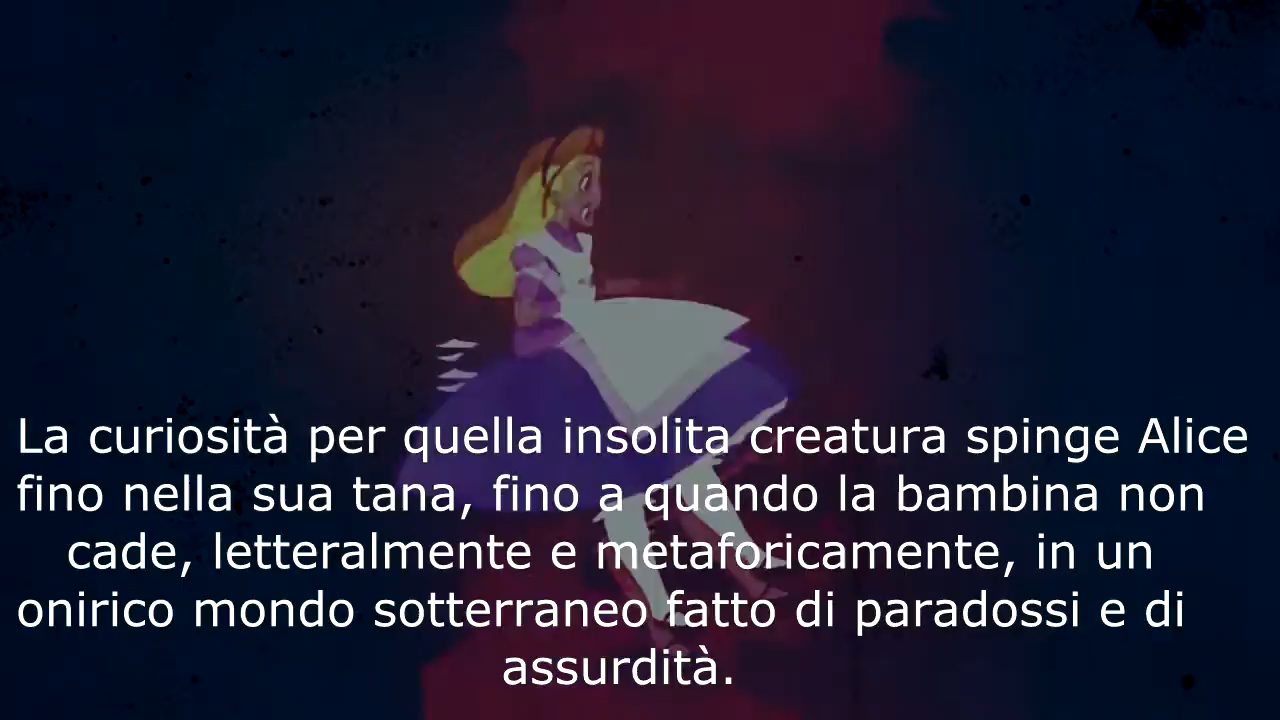 La curiosità per quella insolita creatura spinge Alice
fino nella sua tana, fino a quando la bambina non
cade, letteralmente e metaforicamente, in un
onirico mondo sotterraneo fatto di paradossi e di
assurdità.